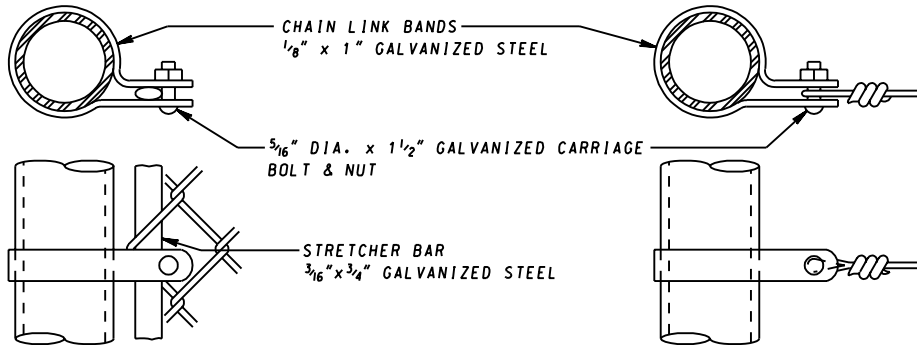 CHAIN LINK BANDS
1/8" x 1" GALVANIZED STEEL
5/16" DIA. x 1 1/2" GALVANIZED CARRIAGE
BOLT & NUT
STRETCHER BAR
3/16"x 3/4" GALVANIZED STEEL